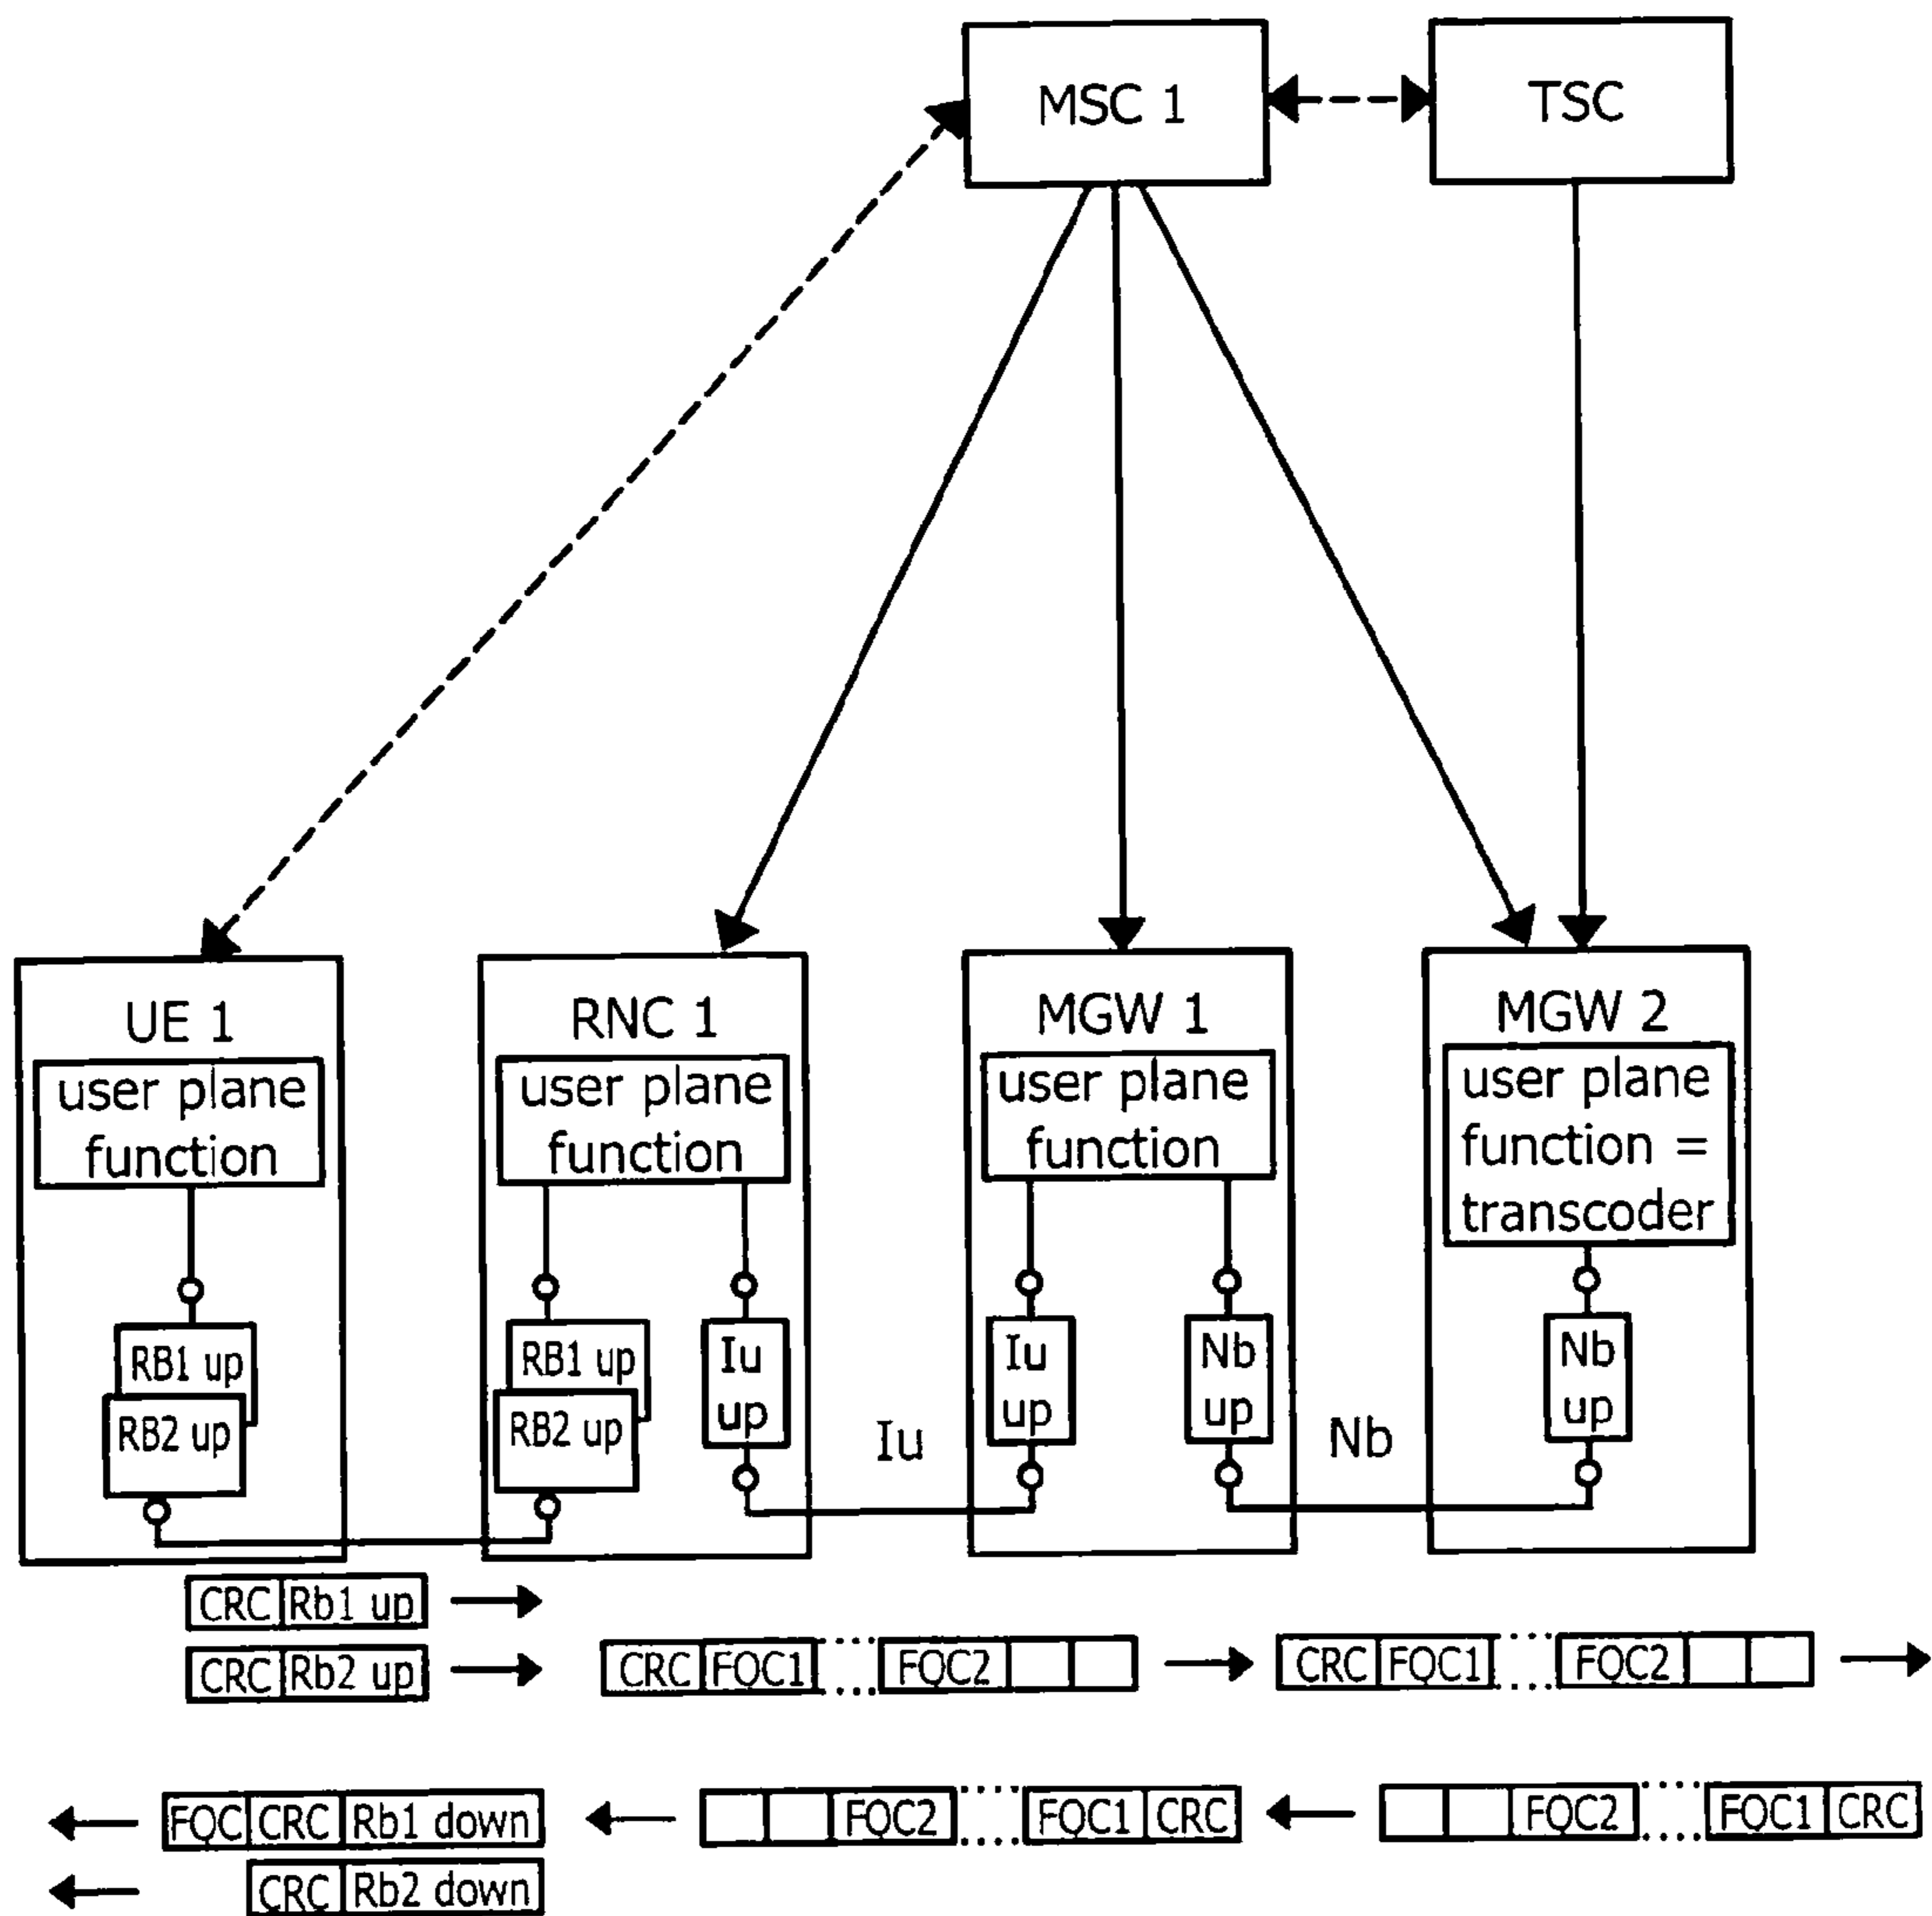 MSC 1
TSC
UE 1
user plane
function
RB1 up
RB2 up
RNC 1
user plane
function
RB1 up
RB2 up
Iu
up
Iu
MGW 1
user plane
function
Iu
up
Nb
up
Nb
MGW 2
user plane
function =
transcoder
Nb
up
CRC Rb1 up
CRC Rb2 up
CRC FQC1 FQC2
CRC FQC1 FQC2
FQC CRC Rb1 down
CRC Rb2 down
FQC2 FQC1 CRC
FQC2 FQC1 CRC